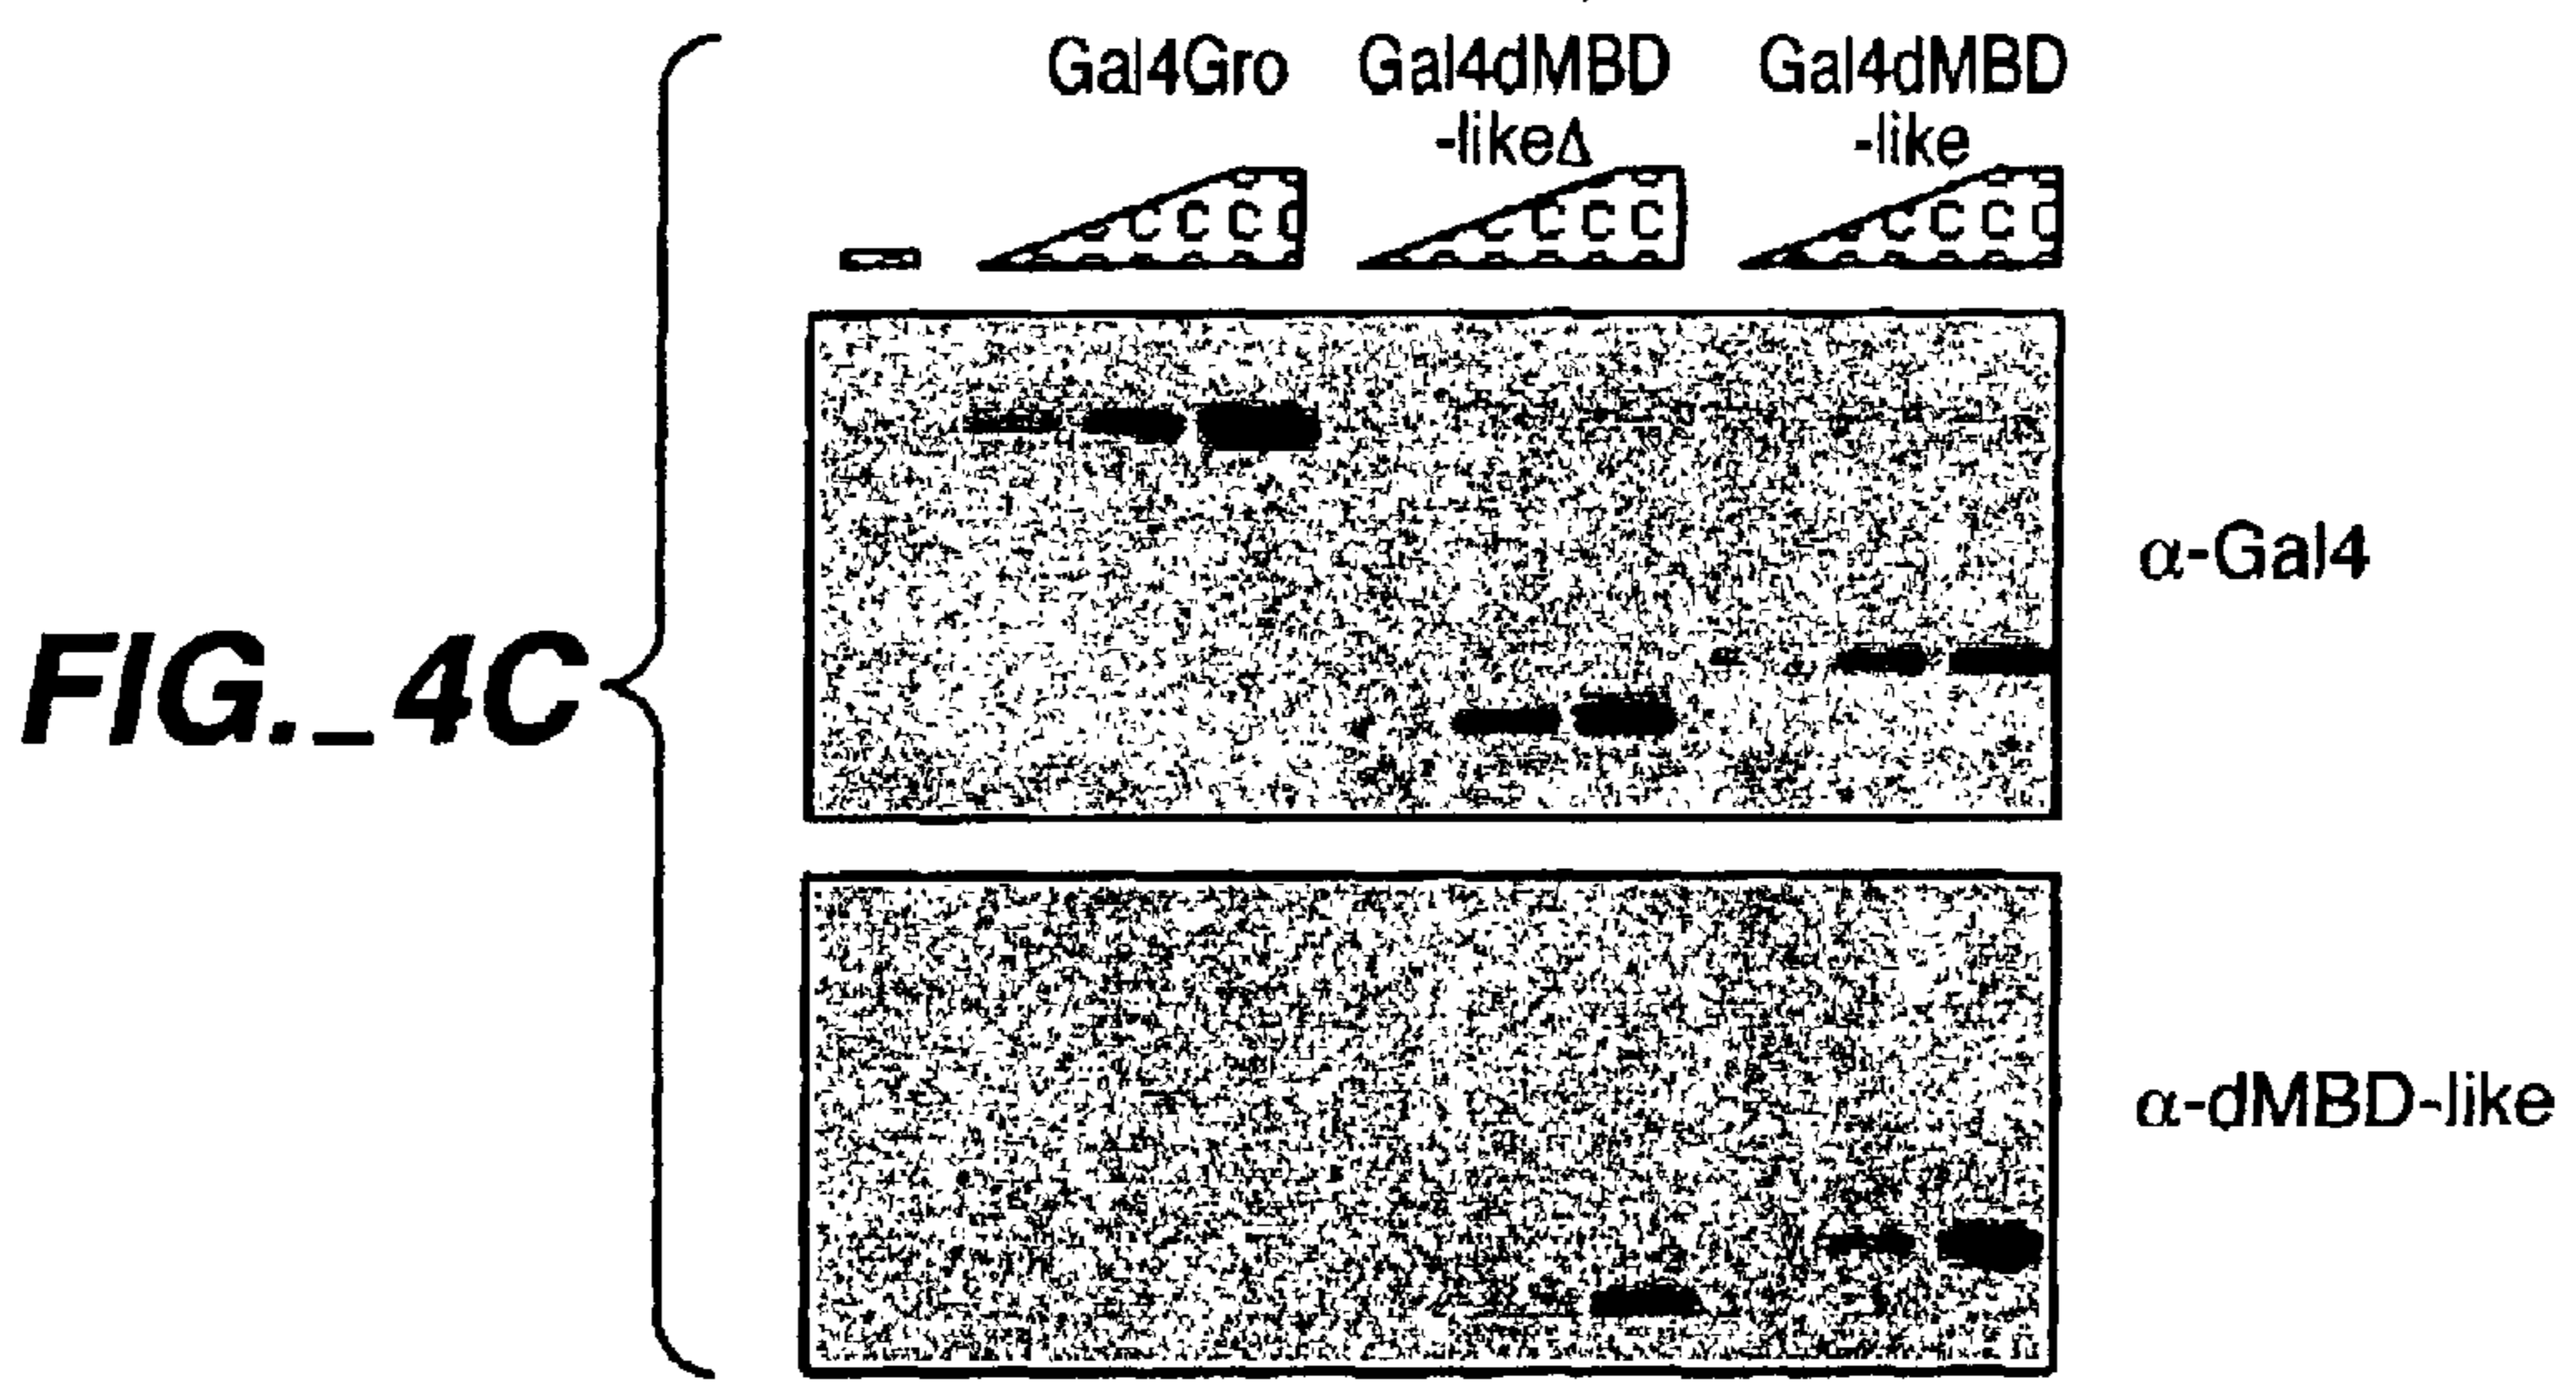 Gal4Gro Gal4dMBD Gal4dMBD
-likeΔ -like
α-Gal4
FIG._4C
α-dMBD-like